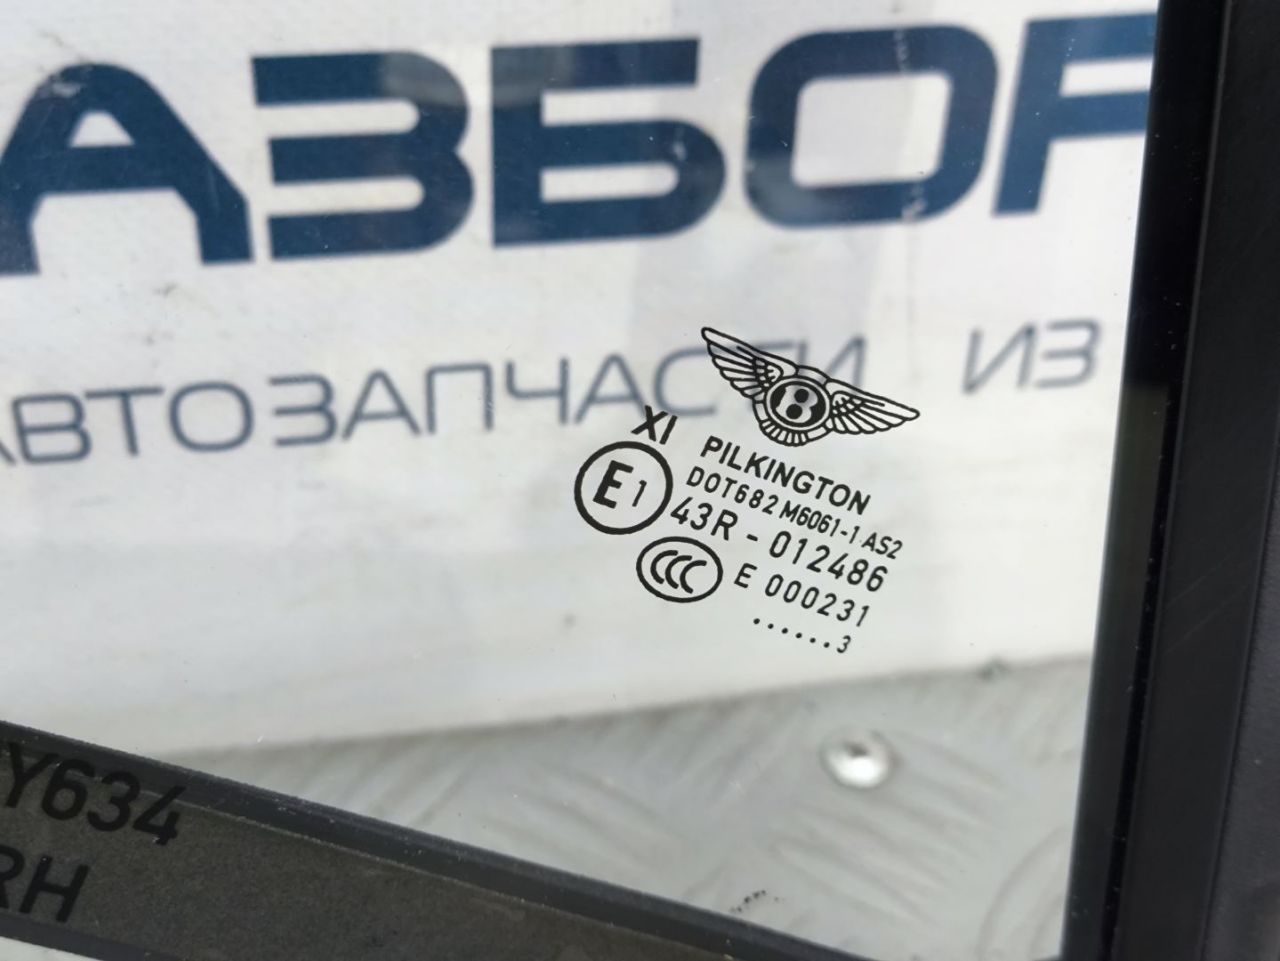 АЗБОР
АВТОЗАПЧАСТИ ИЗ
B
XI
PILKINGTON
DOT682 M6061-1 AS2
E1
43R - 012486
CCC
E 000231
......3
Y634
RH